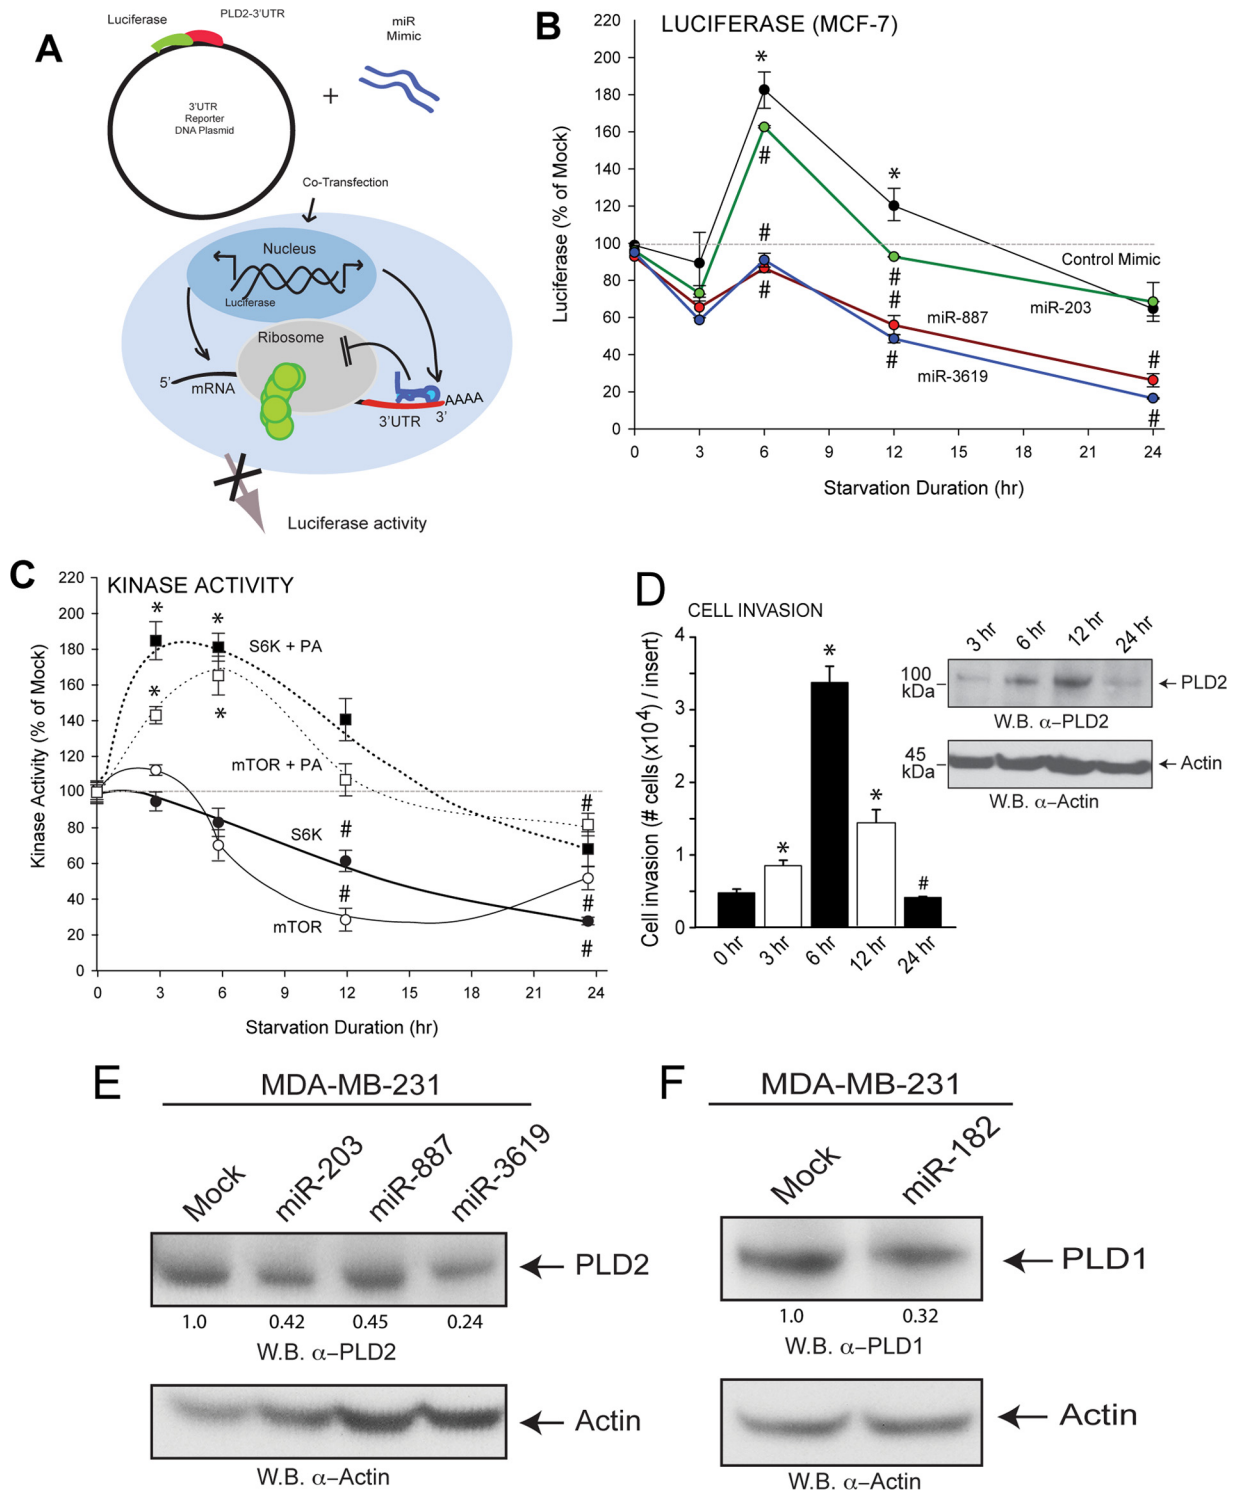 A
Luciferase
PLD2-3'UTR
miR
Mimic
3'UTR
Reporter
DNA Plasmid
+
Co-Transfection
Nucleus
Luciferase
Ribosome
5'
mRNA
3'UTR
3'
AAAA
Luciferase activity
B
LUCIFERASE (MCF-7)
Luciferase (% of Mock)
220
200
180
160
140
120
100
80
60
40
20
0
*
#
#
#
*
#
#
#
#
#
Control Mimic
miR-203
miR-887
miR-3619
0 3 6 9 12 15 18 21 24
Starvation Duration (hr)
C
KINASE ACTIVITY
Kinase Activity (% of Mock)
220
200
180
160
140
120
100
80
60
40
20
0
*
*
*
*
S6K + PA
mTOR + PA
S6K
mTOR
#
#
#
#
#
0 3 6 9 12 15 18 21 24
Starvation Duration (hr)
D
CELL INVASION
Cell invasion (# cells (x10⁴) / insert
4
3
2
1
0
*
*
*
#
0 hr 3 hr 6 hr 12 hr 24 hr
3 hr 6 hr 12 hr 24 hr
100
kDa
PLD2
W.B. α–PLD2
45
kDa
Actin
W.B. α–Actin
E
MDA-MB-231
Mock miR-203 miR-887 miR-3619
PLD2
1.0 0.42 0.45 0.24
W.B. α–PLD2
Actin
W.B. α–Actin
F
MDA-MB-231
Mock miR-182
PLD1
1.0 0.32
W.B. α–PLD1
Actin
W.B. α–Actin